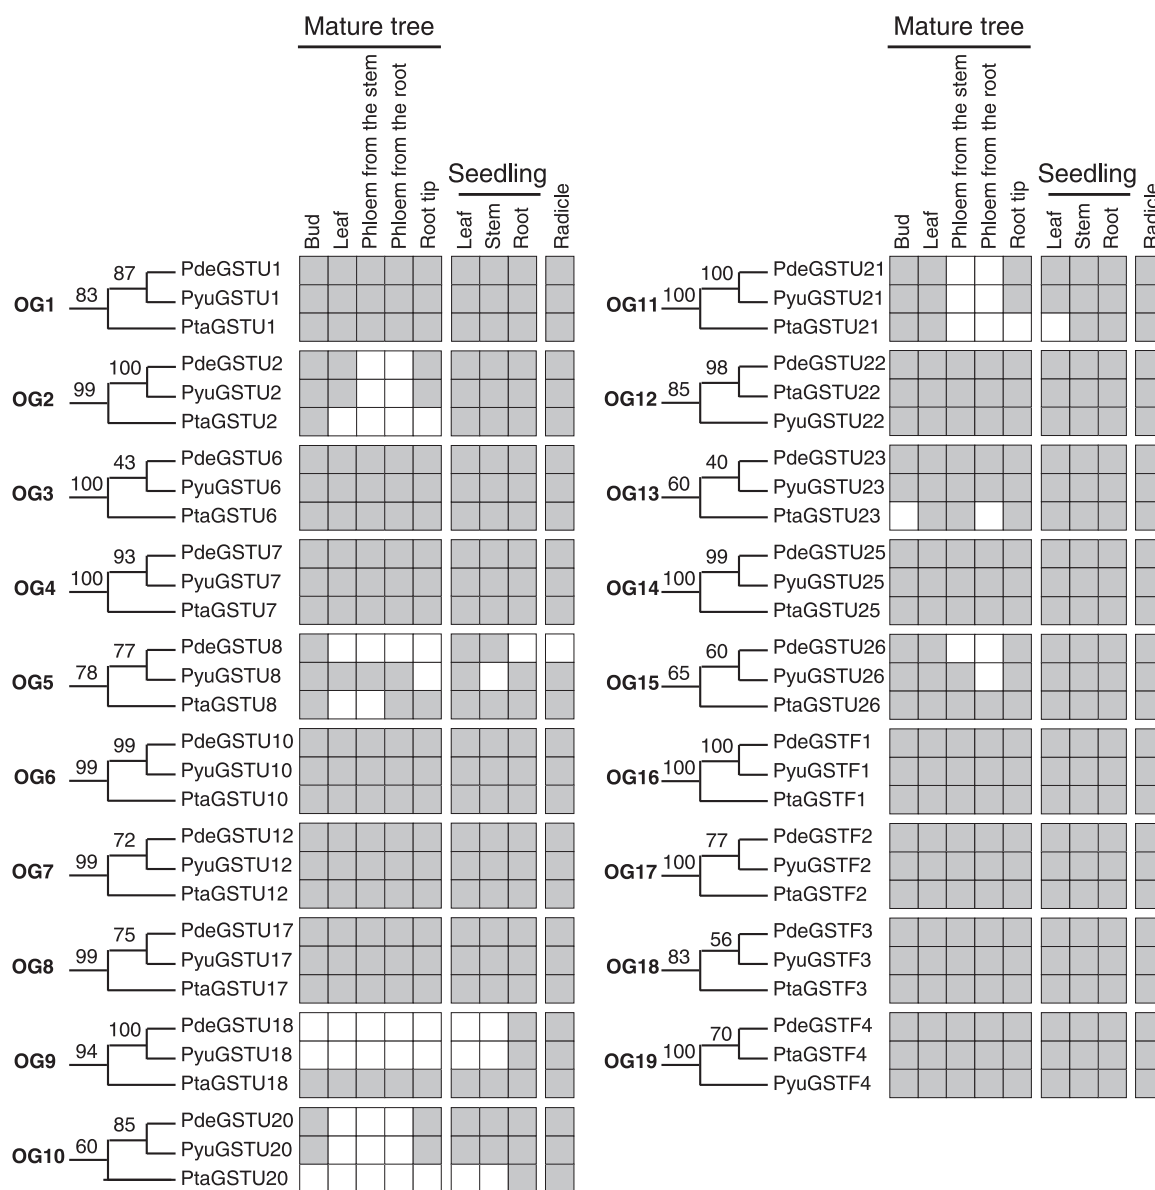 Mature tree
Bud
Leaf
Phloem from the stem
Phloem from the root
Root tip
Seedling
Leaf
Stem
Root
Radicle
OG1 83 87
PdeGSTU1
PyuGSTU1
PtaGSTU1
OG2 99 100
PdeGSTU2
PyuGSTU2
PtaGSTU2
OG3 100 43
PdeGSTU6
PyuGSTU6
PtaGSTU6
OG4 100 93
PdeGSTU7
PyuGSTU7
PtaGSTU7
OG5 78 77
PdeGSTU8
PyuGSTU8
PtaGSTU8
OG6 99 99
PdeGSTU10
PyuGSTU10
PtaGSTU10
OG7 99 72
PdeGSTU12
PyuGSTU12
PtaGSTU12
OG8 99 75
PdeGSTU17
PyuGSTU17
PtaGSTU17
OG9 94 100
PdeGSTU18
PyuGSTU18
PtaGSTU18
OG10 60 85
PdeGSTU20
PyuGSTU20
PtaGSTU20
Mature tree
Bud
Leaf
Phloem from the stem
Phloem from the root
Root tip
Seedling
Leaf
Stem
Root
Radicle
OG11 100 100
PdeGSTU21
PyuGSTU21
PtaGSTU21
OG12 85 98
PdeGSTU22
PtaGSTU22
PyuGSTU22
OG13 60 40
PdeGSTU23
PyuGSTU23
PtaGSTU23
OG14 100 99
PdeGSTU25
PyuGSTU25
PtaGSTU25
OG15 65 60
PdeGSTU26
PyuGSTU26
PtaGSTU26
OG16 100 100
PdeGSTF1
PyuGSTF1
PtaGSTF1
OG17 100 77
PdeGSTF2
PyuGSTF2
PtaGSTF2
OG18 83 56
PdeGSTF3
PyuGSTF3
PtaGSTF3
OG19 100 70
PdeGSTF4
PtaGSTF4
PyuGSTF4